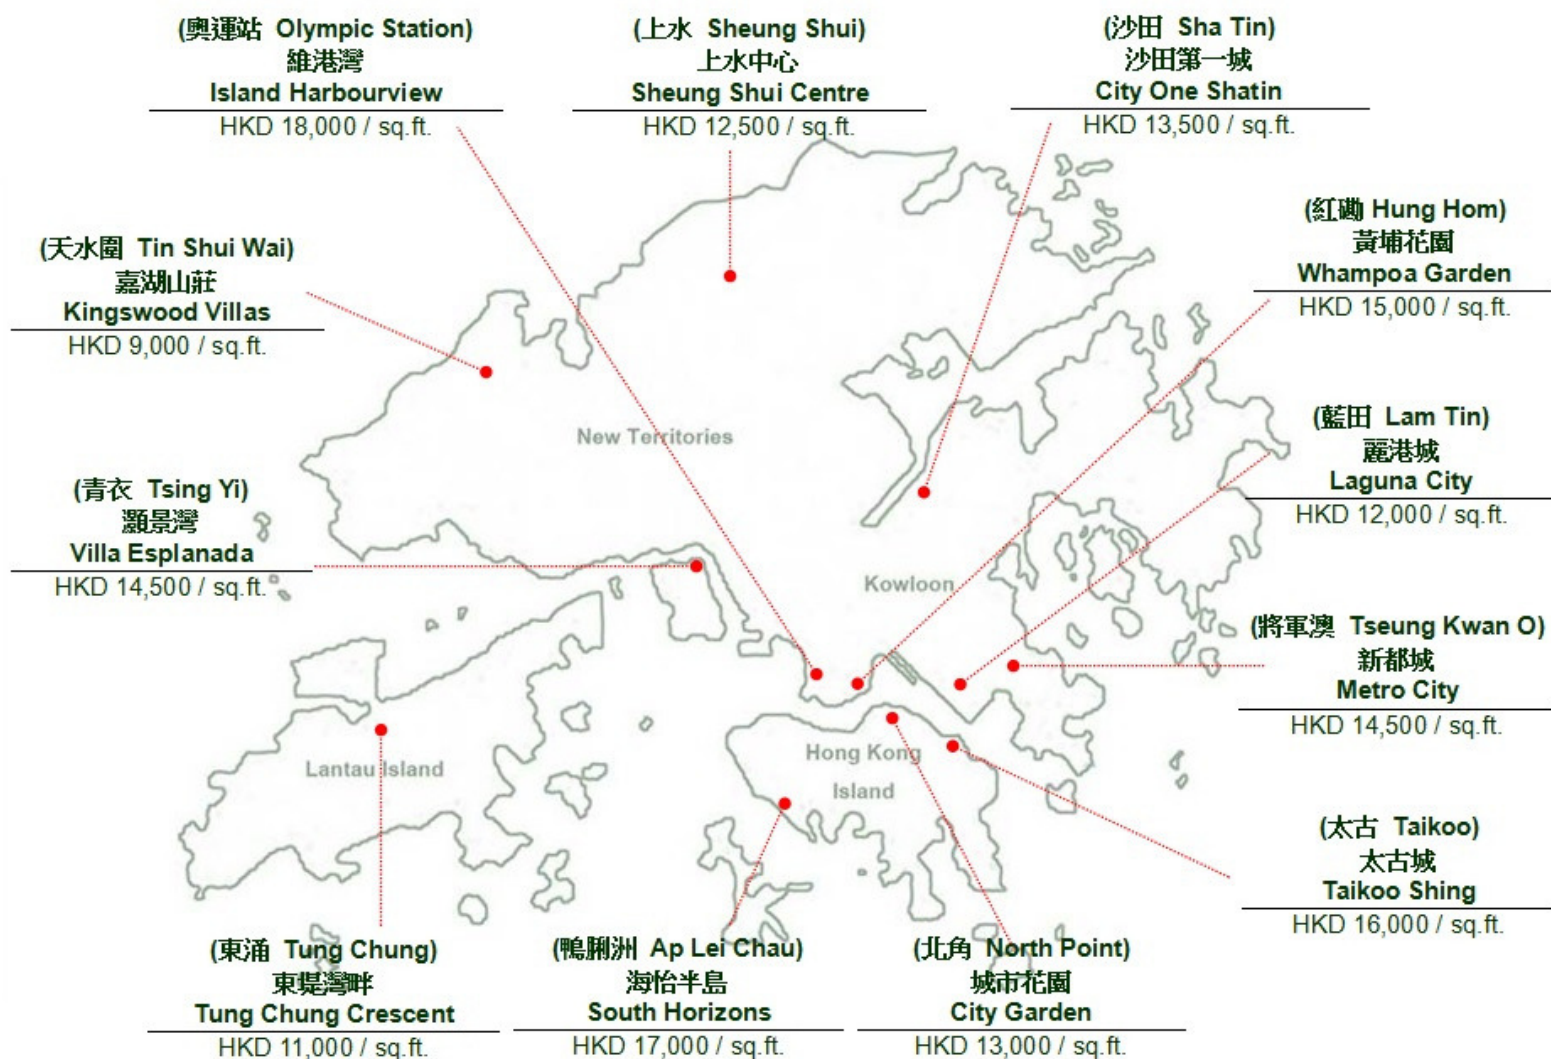 (奧運站 Olympic Station)
維港灣
Island Harbourview
HKD 18,000 / sq.ft.
(上水 Sheung Shui)
上水中心
Sheung Shui Centre
HKD 12,500 / sq.ft.
(沙田 Sha Tin)
沙田第一城
City One Shatin
HKD 13,500 / sq.ft.
(紅磡 Hung Hom)
黃埔花園
Whampoa Garden
HKD 15,000 / sq.ft.
(天水圍 Tin Shui Wai)
嘉湖山莊
Kingswood Villas
HKD 9,000 / sq.ft.
New Territories
(藍田 Lam Tin)
麗港城
Laguna City
HKD 12,000 / sq.ft.
(青衣 Tsing Yi)
灝景灣
Villa Esplanada
HKD 14,500 / sq.ft.
Kowloon
(將軍澳 Tseung Kwan O)
新都城
Metro City
HKD 14,500 / sq.ft.
Lantau Island
Hong Kong
Island
(太古 Taikoo)
太古城
Taikoo Shing
HKD 16,000 / sq.ft.
(東涌 Tung Chung)
東堤灣畔
Tung Chung Crescent
HKD 11,000 / sq.ft.
(鴨脷洲 Ap Lei Chau)
海怡半島
South Horizons
HKD 17,000 / sq.ft.
(北角 North Point)
城市花園
City Garden
HKD 13,000 / sq.ft.